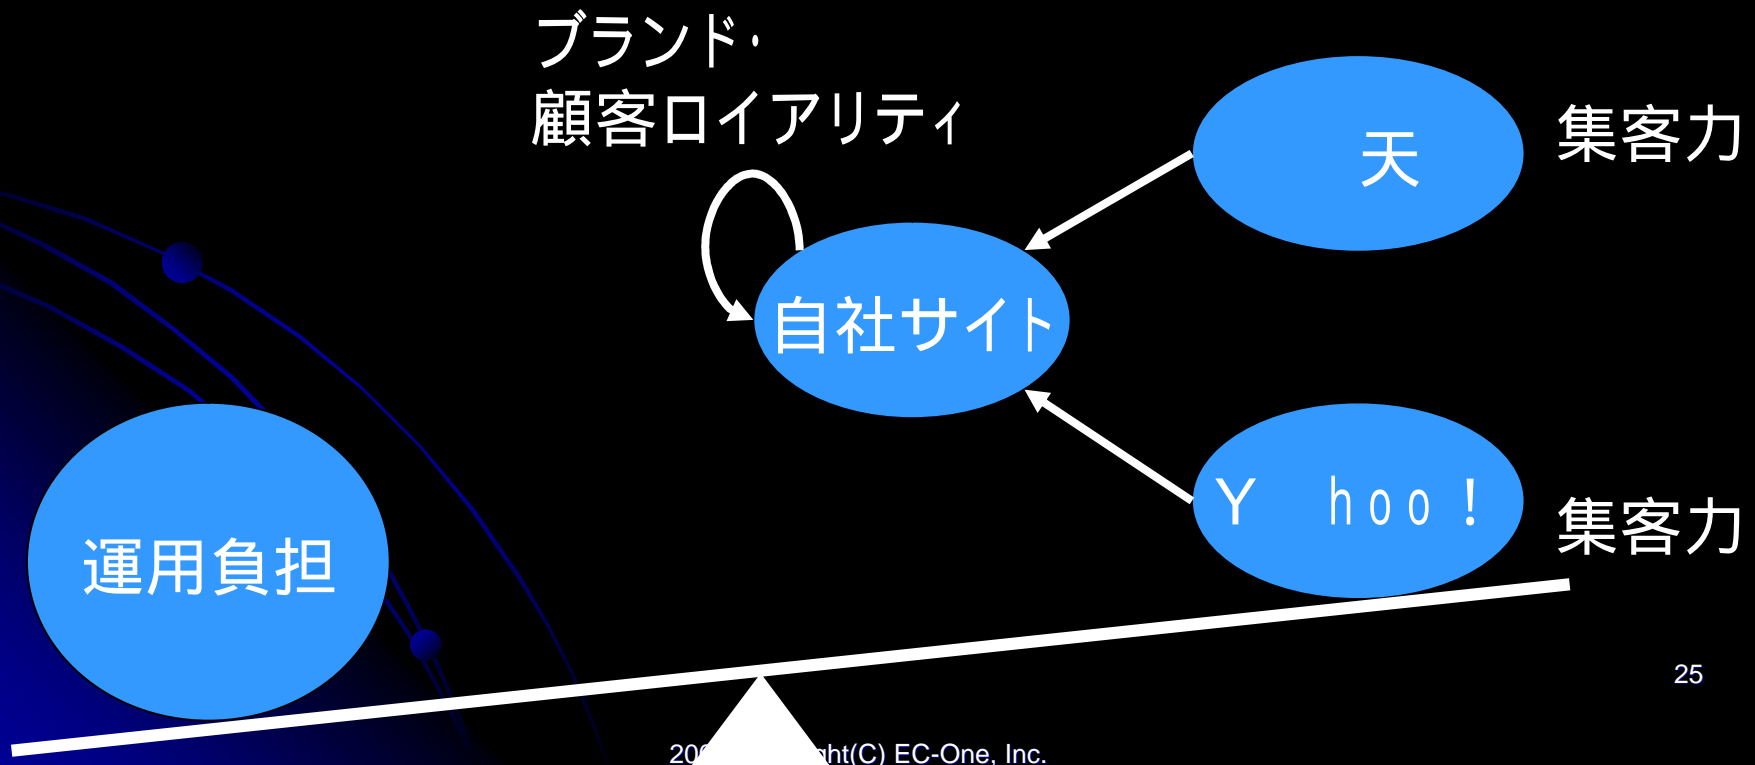 ブランド・
顧客ロイアリティ
天
集客力
自社サイト
Y hoo!
集客力
運用負担
25
ht(C) EC-One, Inc.